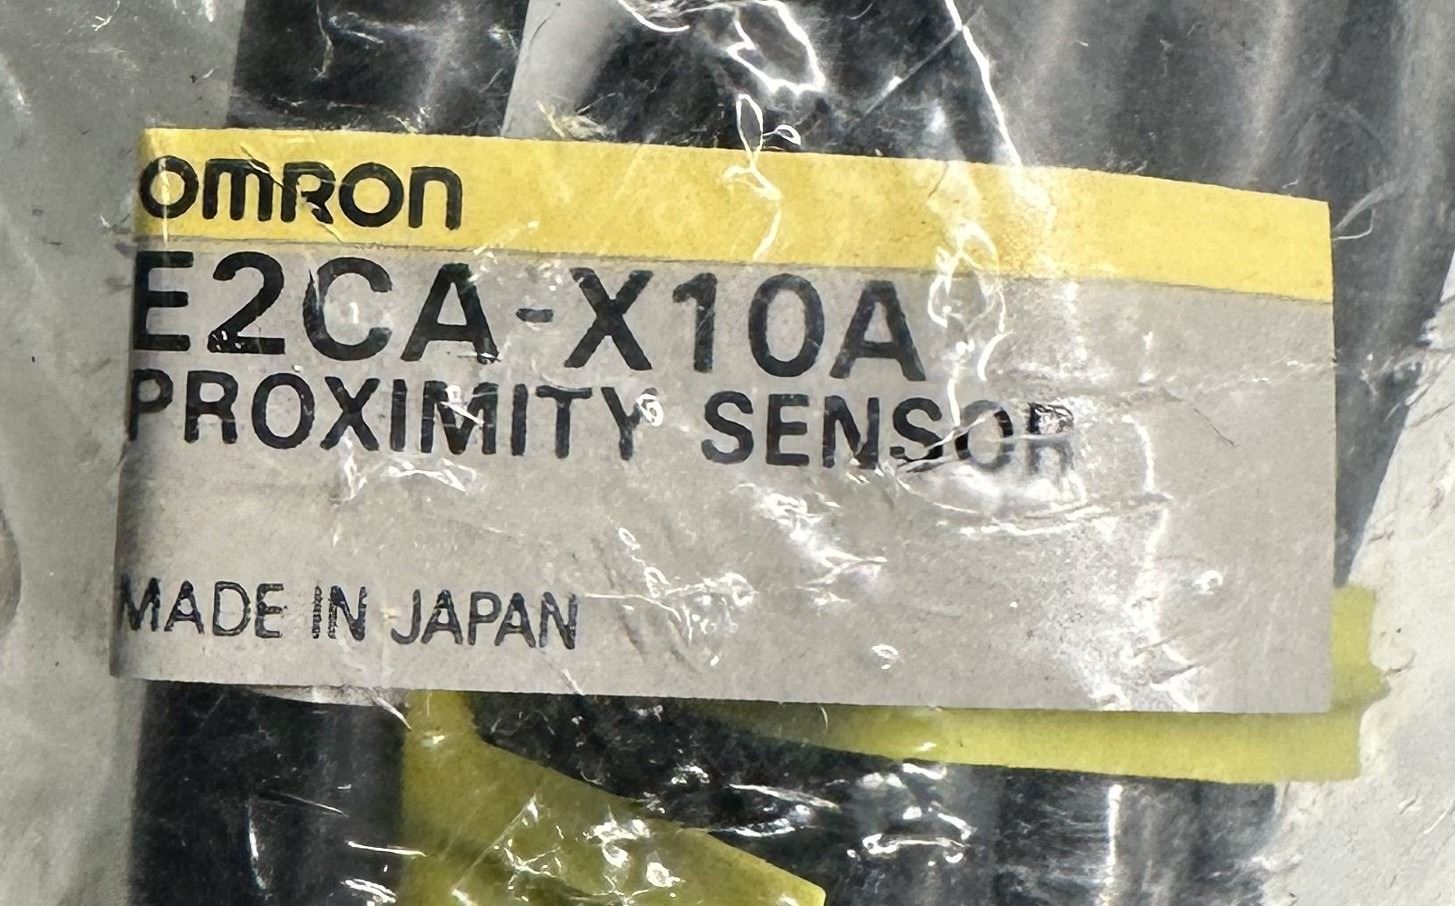 OMRON
E2CA-X10A
PROXIMITY SENSOR
MADE IN JAPAN